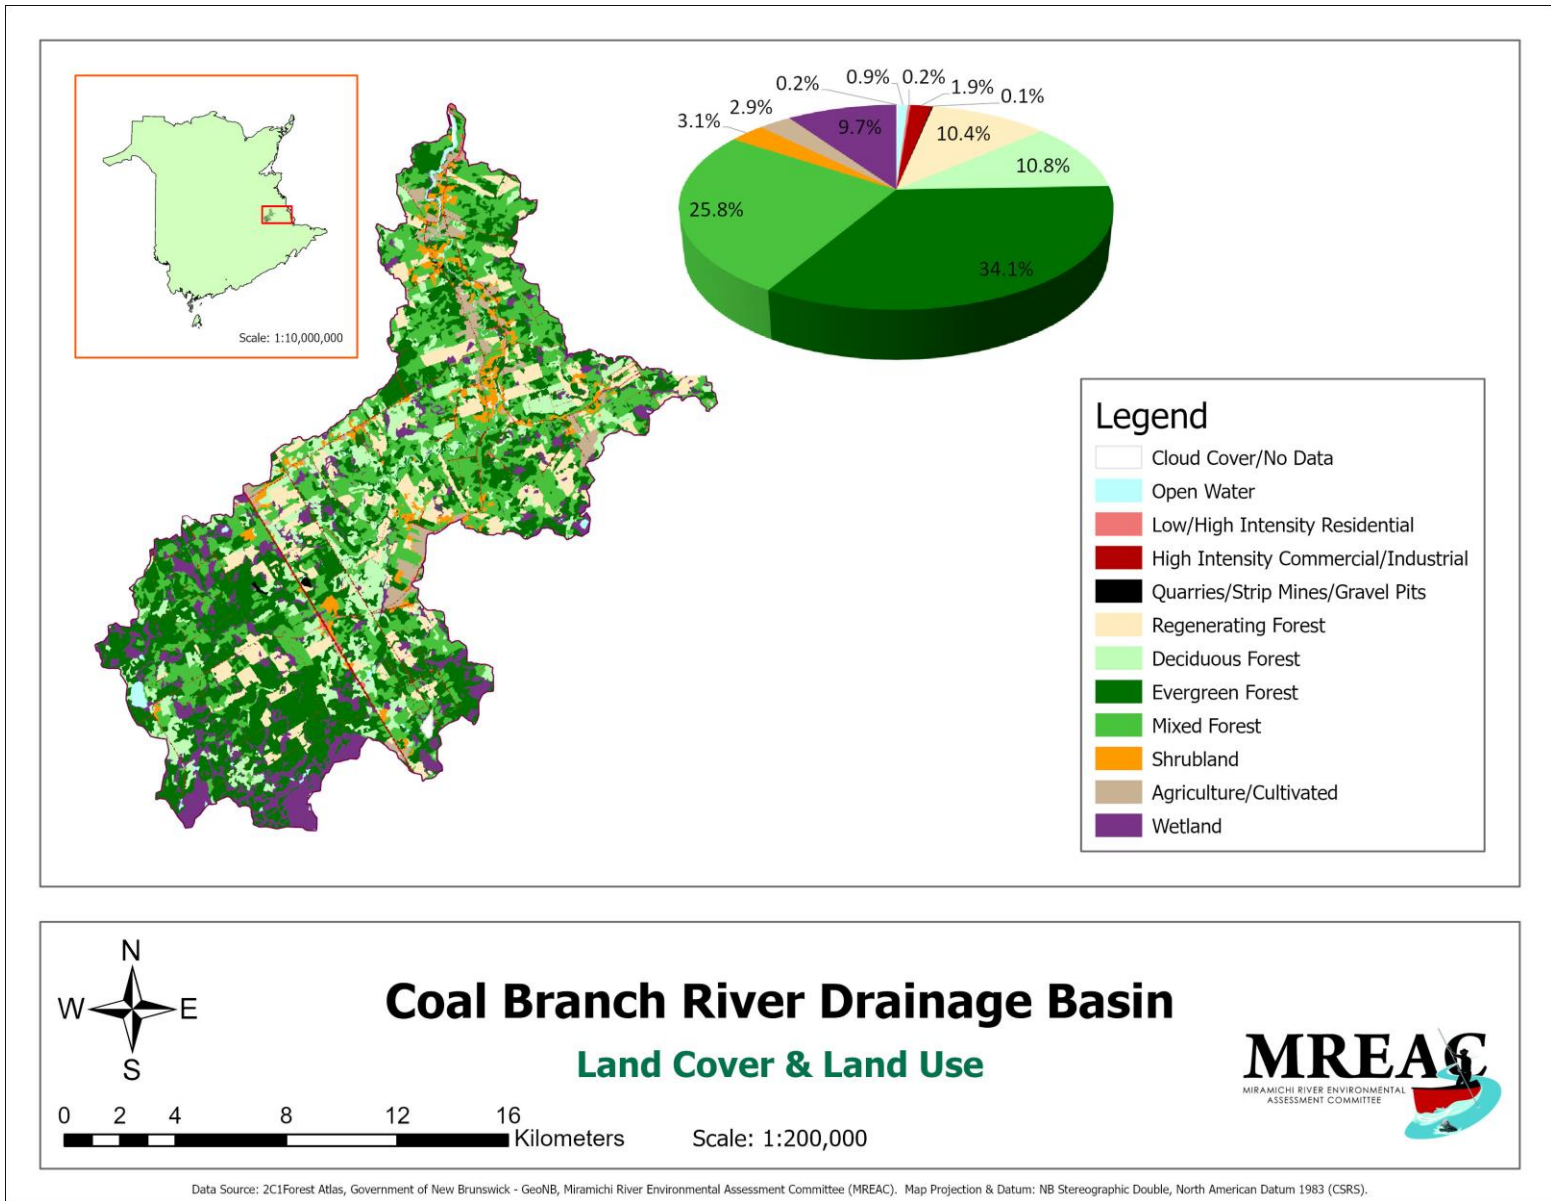 Scale: 1:10,000,000
0.2%
0.9%
0.2%
1.9%
0.1%
3.1%
2.9%
9.7%
10.4%
10.8%
25.8%
34.1%
Legend
Cloud Cover/No Data
Open Water
Low/High Intensity Residential
High Intensity Commercial/Industrial
Quarries/Strip Mines/Gravel Pits
Regenerating Forest
Deciduous Forest
Evergreen Forest
Mixed Forest
Shrubland
Agriculture/Cultivated
Wetland
N
W E
S
0 2 4 8 12 16
Kilometers
Scale: 1:200,000
Coal Branch River Drainage Basin
Land Cover & Land Use
MREAC
MIRAMICHI RIVER ENVIRONMENTAL
ASSESSMENT COMMITTEE
Data Source: 2C1Forest Atlas, Government of New Brunswick - GeoNB, Miramichi River Environmental Assessment Committee (MREAC). Map Projection & Datum: NB Stereographic Double, North American Datum 1983 (CSRS).